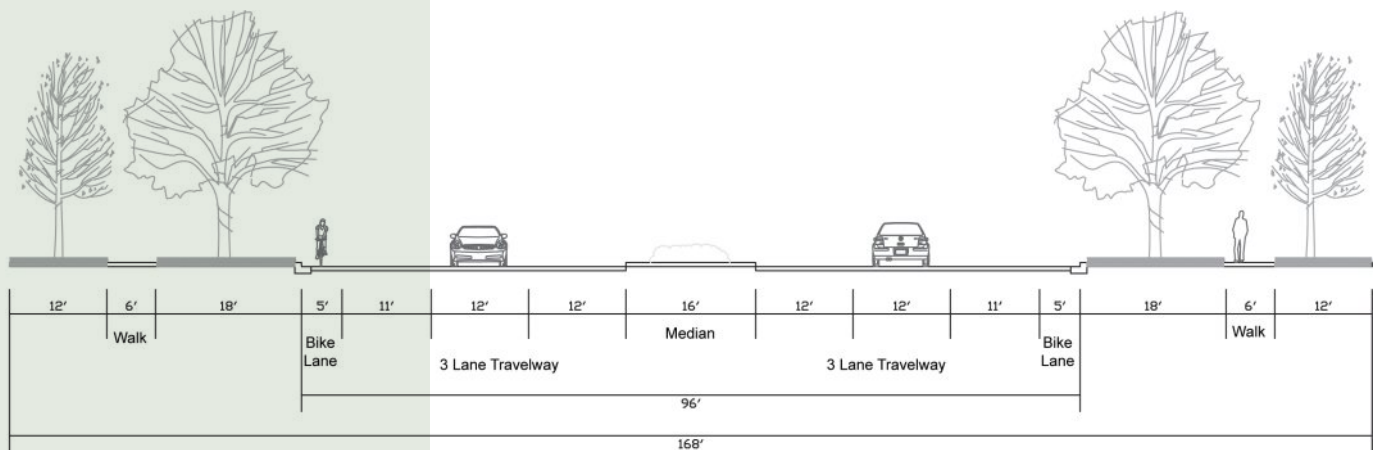 12' 6' 18' 5' 11' 12' 12' 16' 12' 12' 11' 5' 18' 6' 12'
Walk Median Walk
Bike Bike
Lane Lane
3 Lane Travelway 3 Lane Travelway
96'
168'